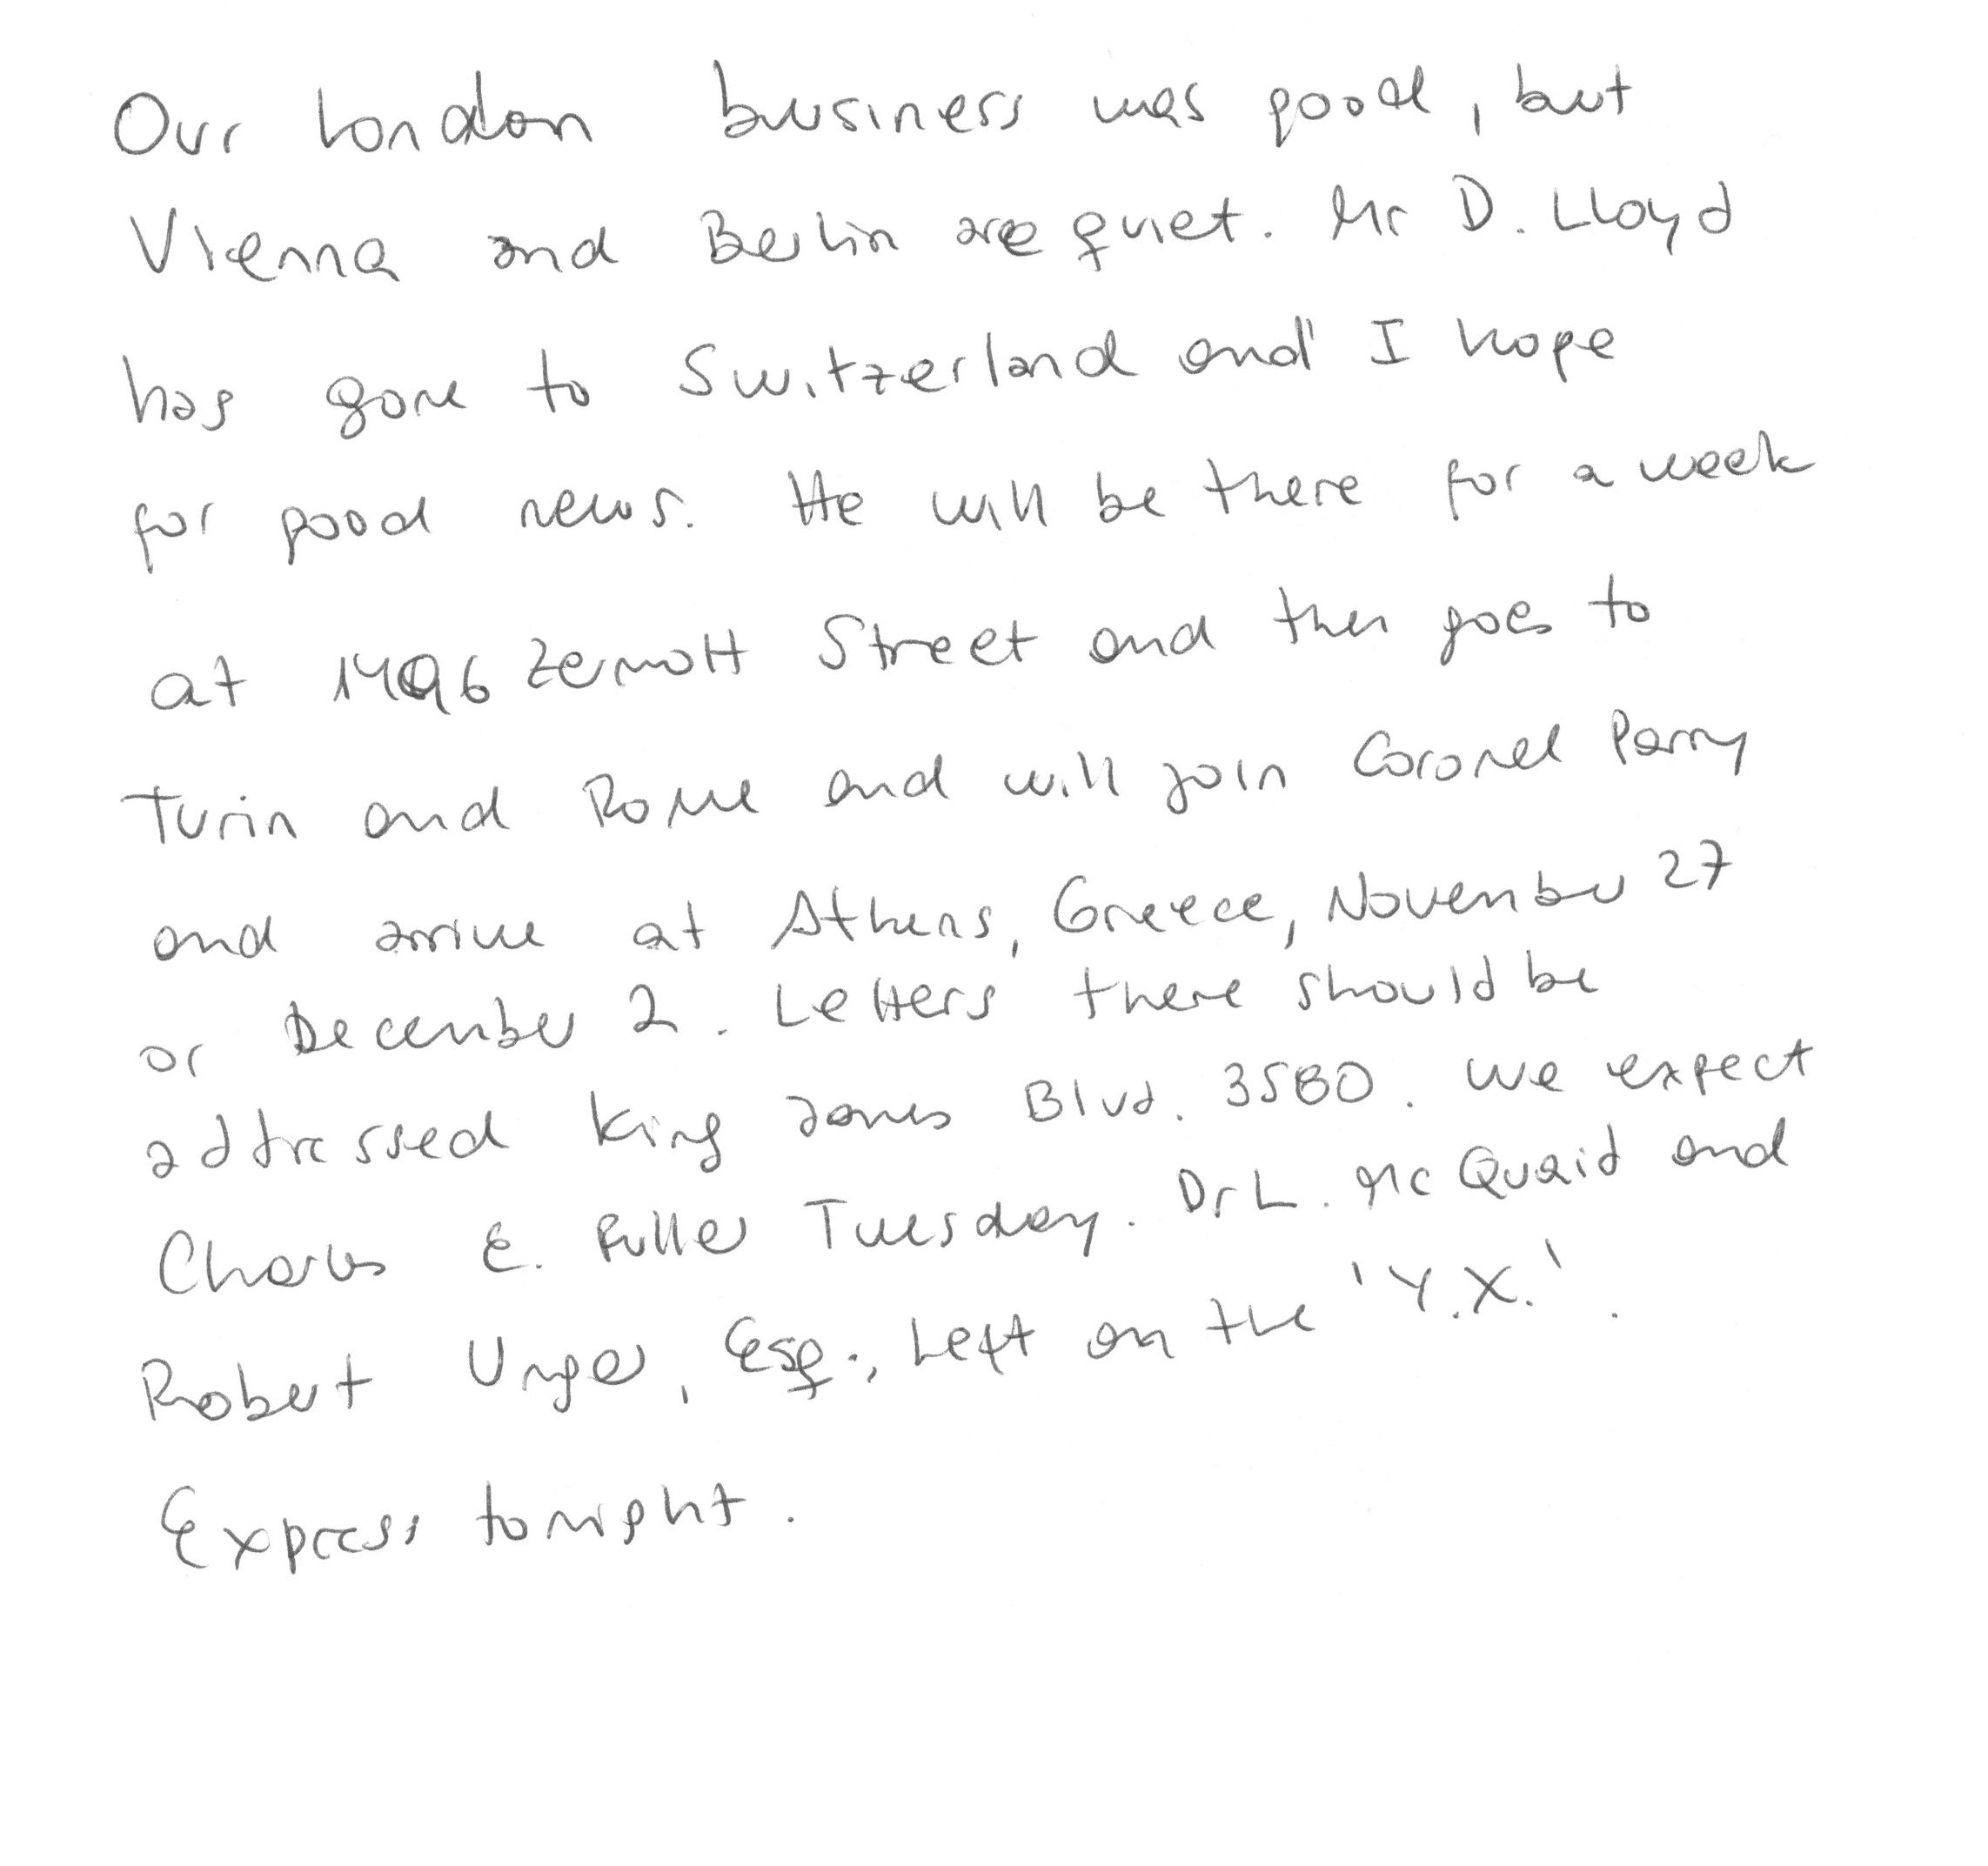 Our London business was good, but
Vienna and Berlin are quiet. Mr D. Lloyd
has gone to Switzerland and I hope
for good news. He will be there for a week
at 1496 Zermott Street and then goes to
Turin and Rome and will join Coronel Parry
and arrive at Athens, Greece, November 27
or December 2. Letters there should be
addressed King James Blvd. 3580. We expect
Charles E. Fuller Tuesday. Dr L. McQuaid and
Robert Unger, Esq., Left on the 'Y.X.'.
Express tonight.